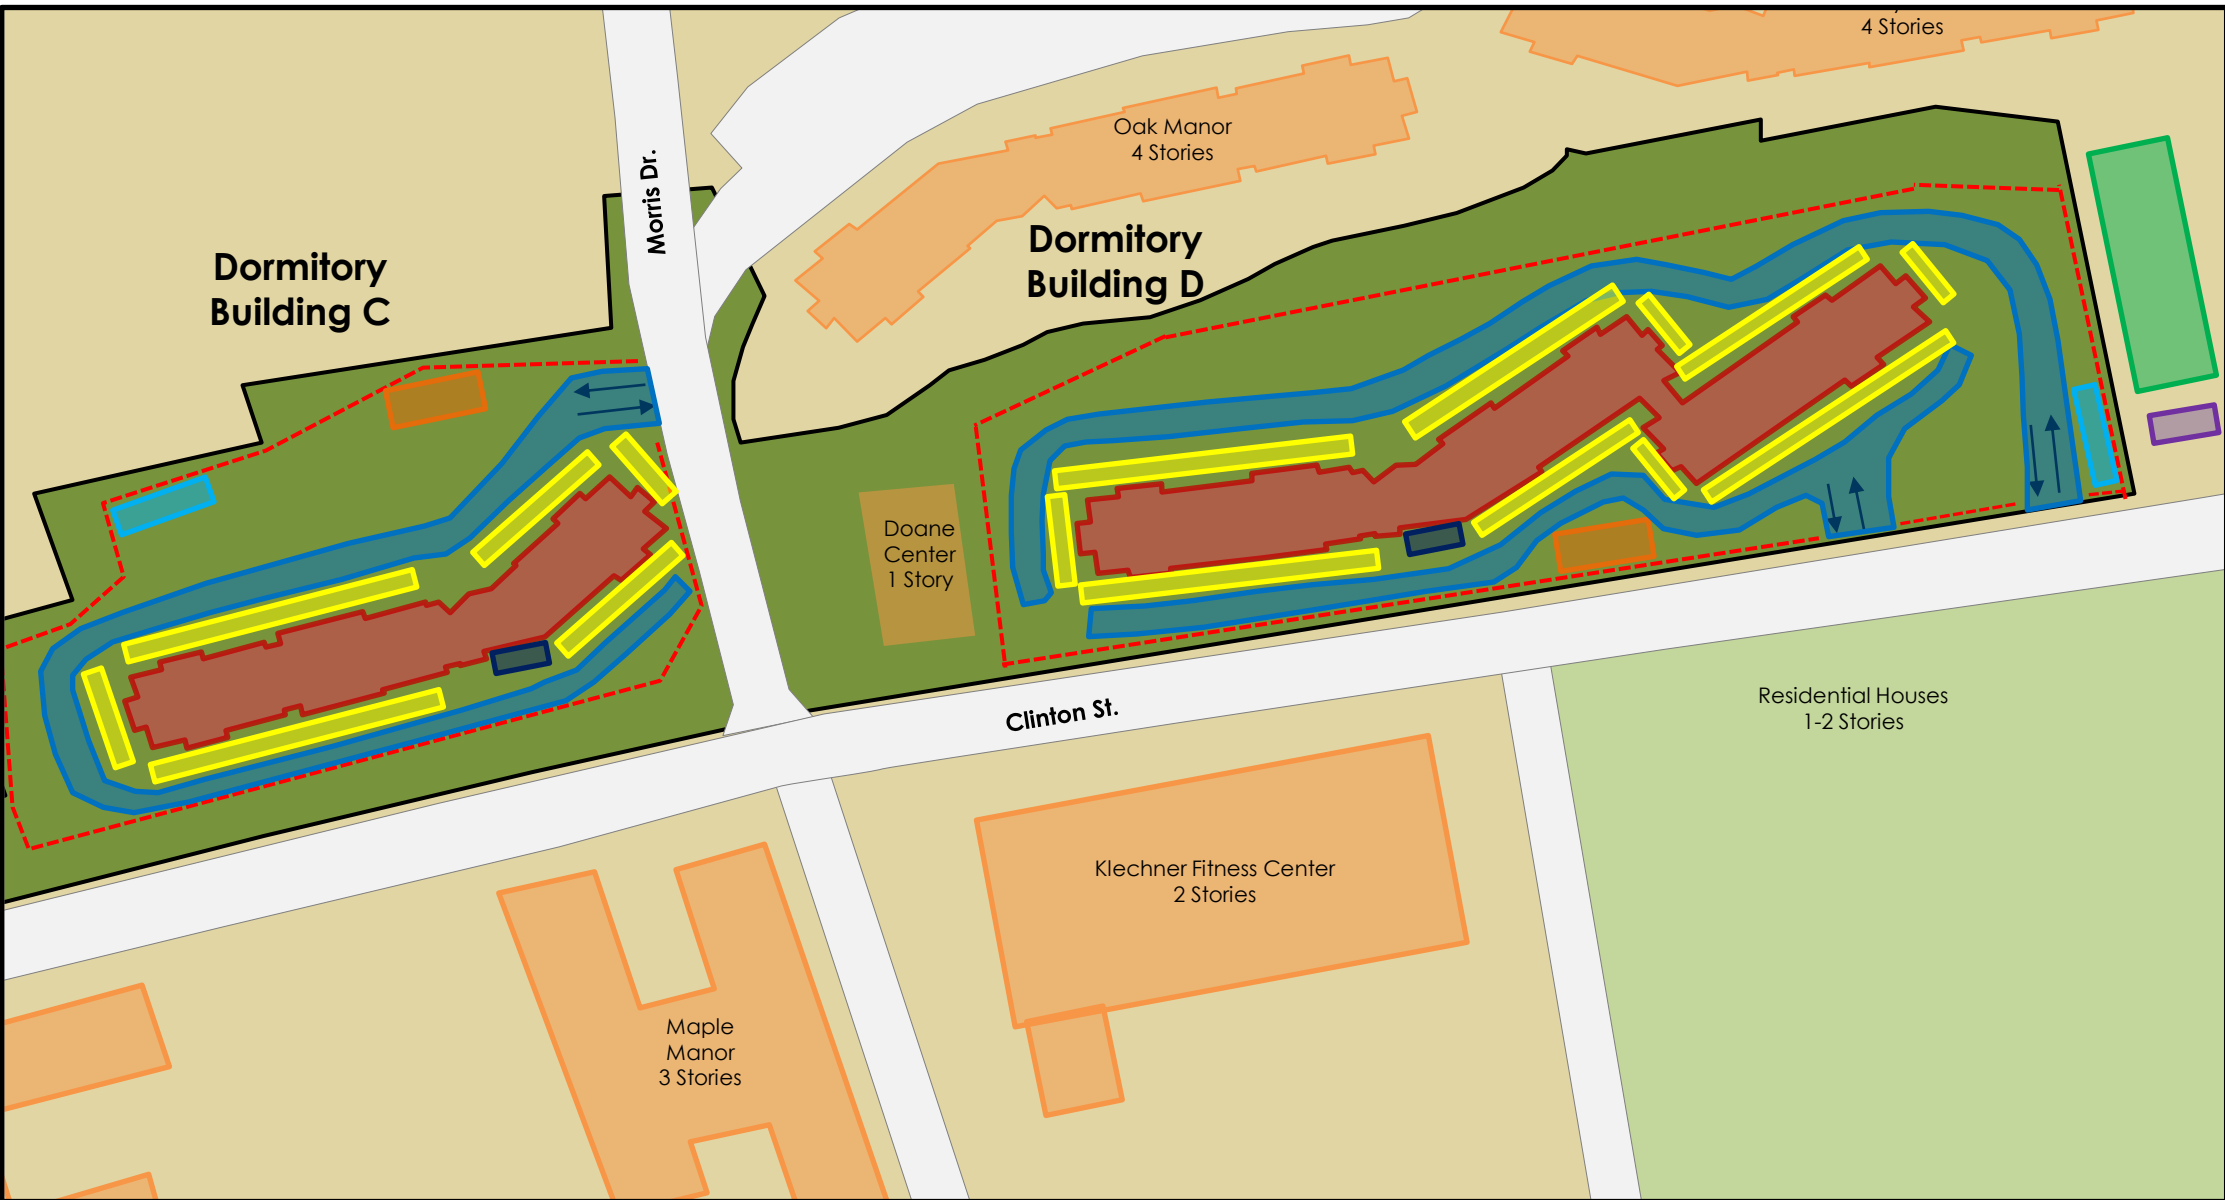 4 Stories
Oak Manor
4 Stories
Morris Dr.
Dormitory
Building C
Dormitory
Building D
Doane
Center
1 Story
Clinton St.
Residential Houses
1-2 Stories
Klechner Fitness Center
2 Stories
Maple
Manor
3 Stories